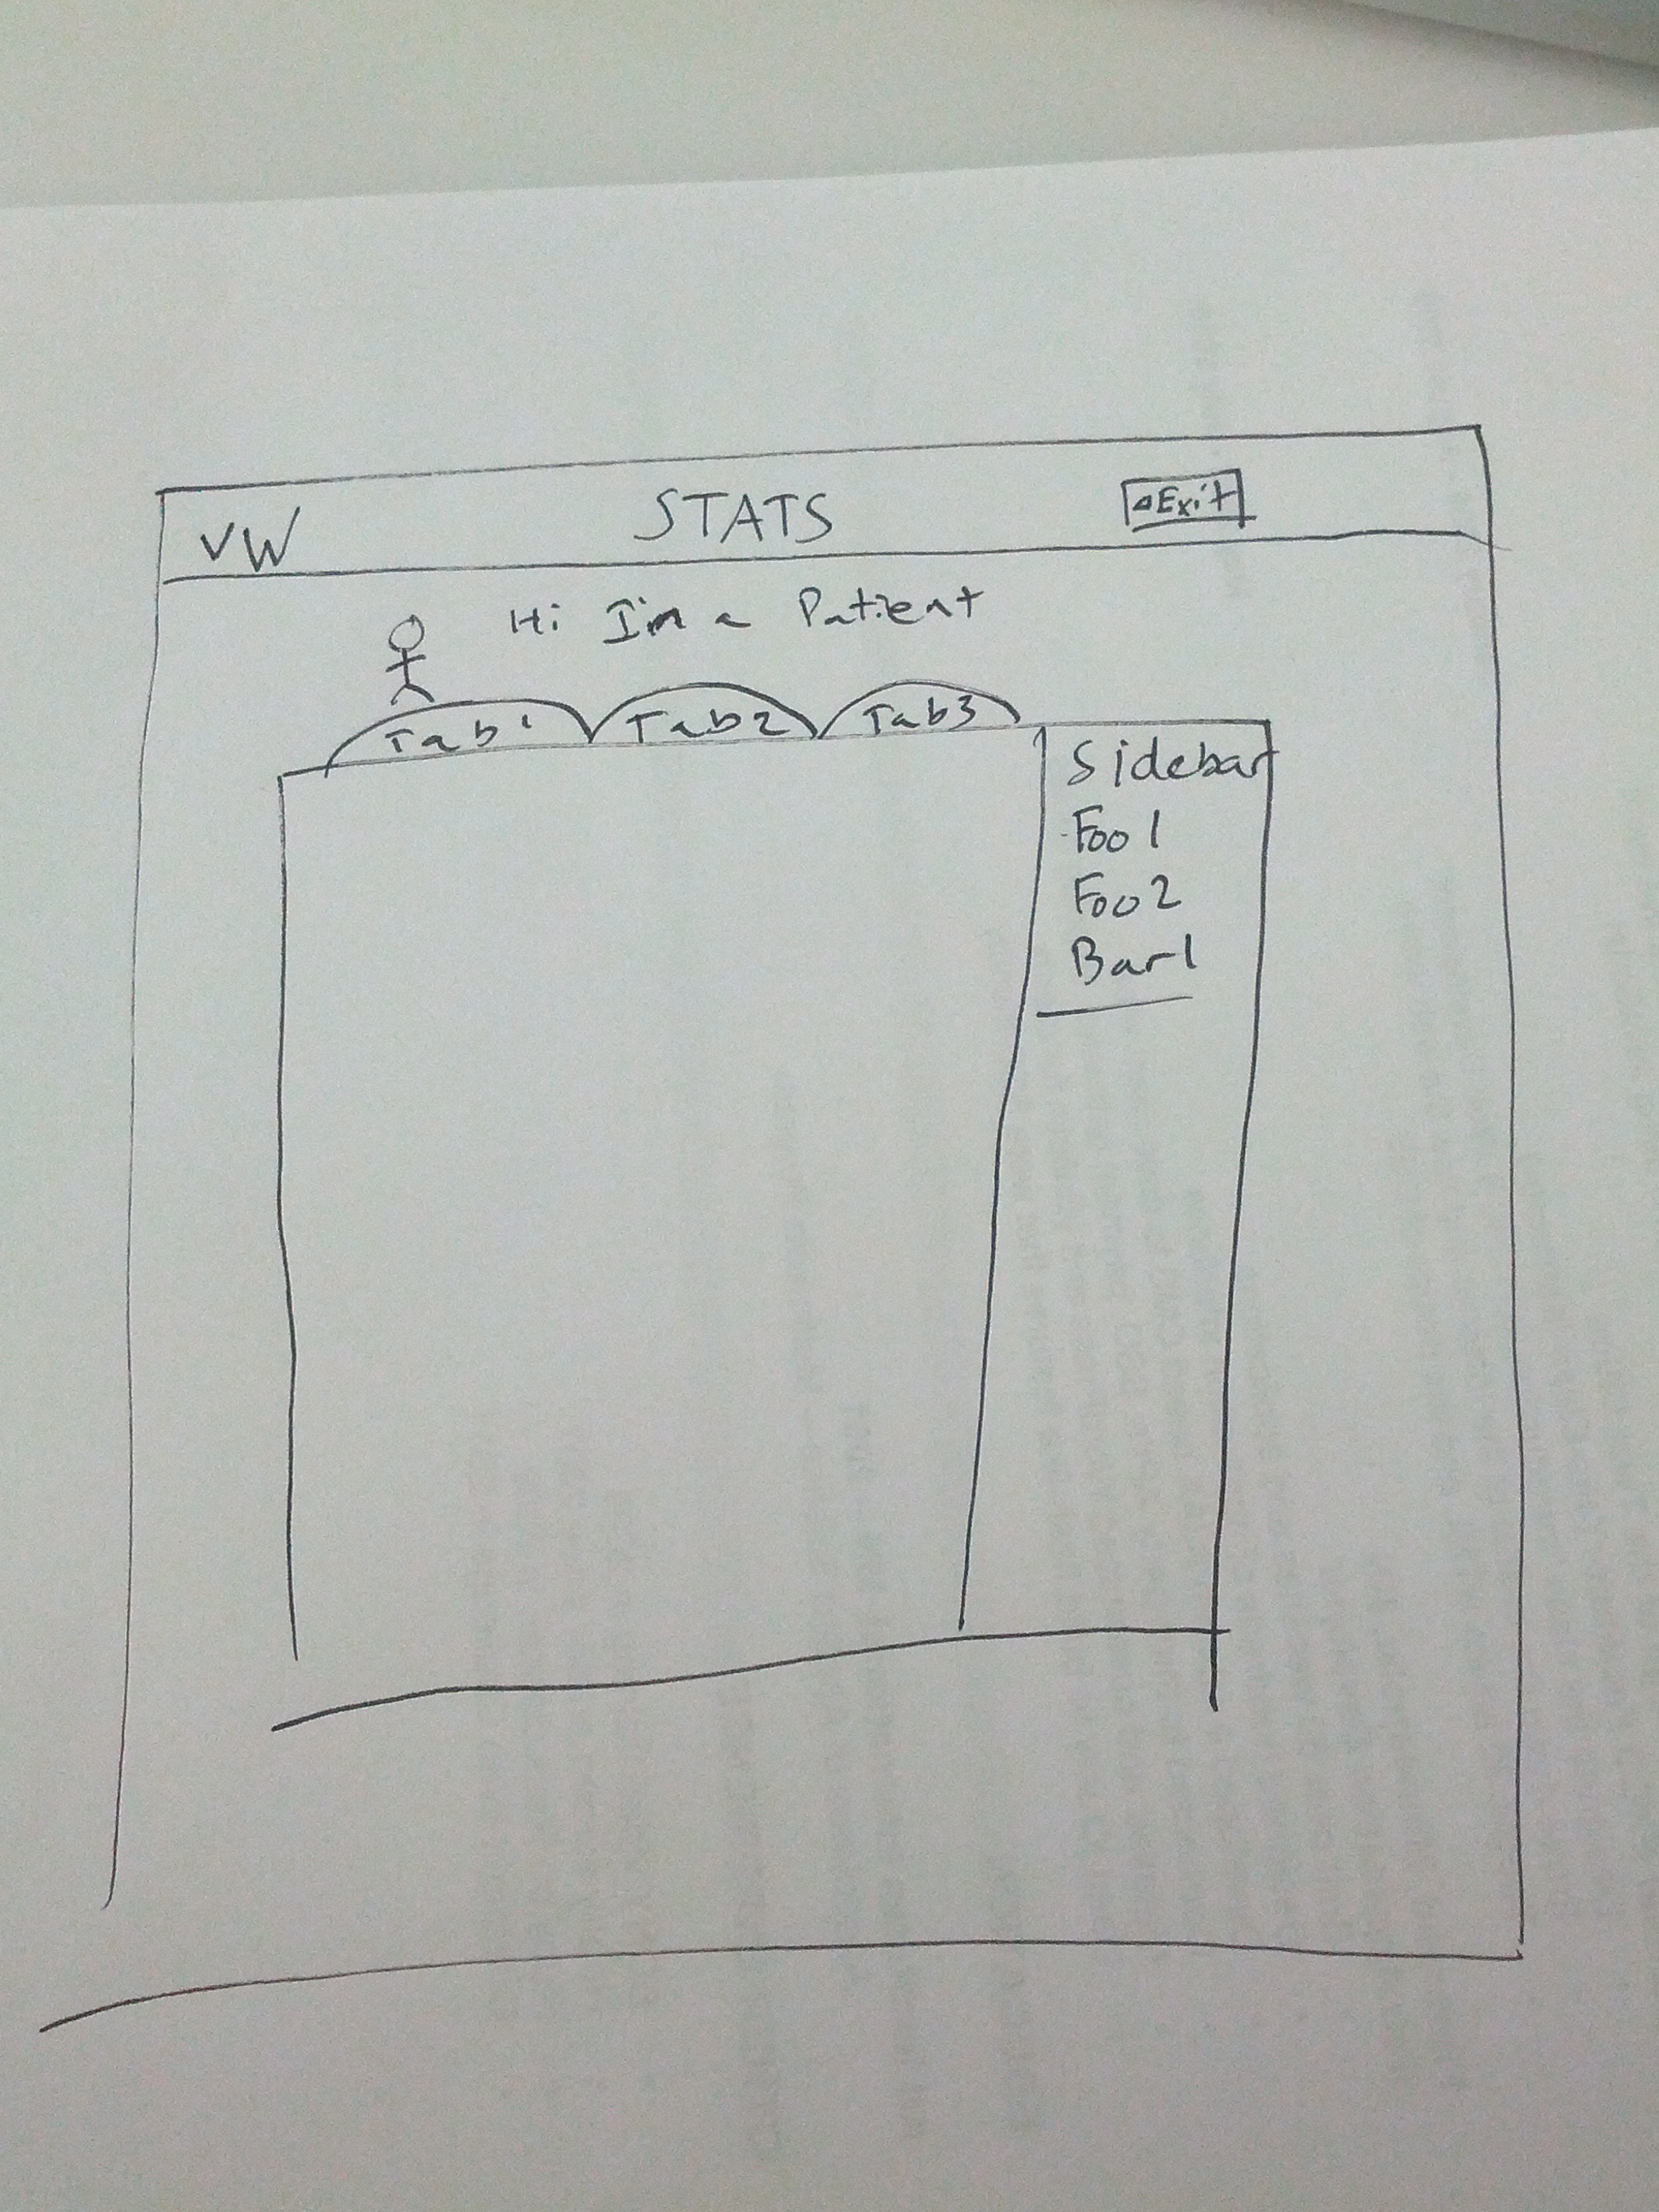 VW STATS Exit
Hi I'm a Patient
Tab1 Tab2 Tab3
Sidebar
Foo1
Foo2
Bar1